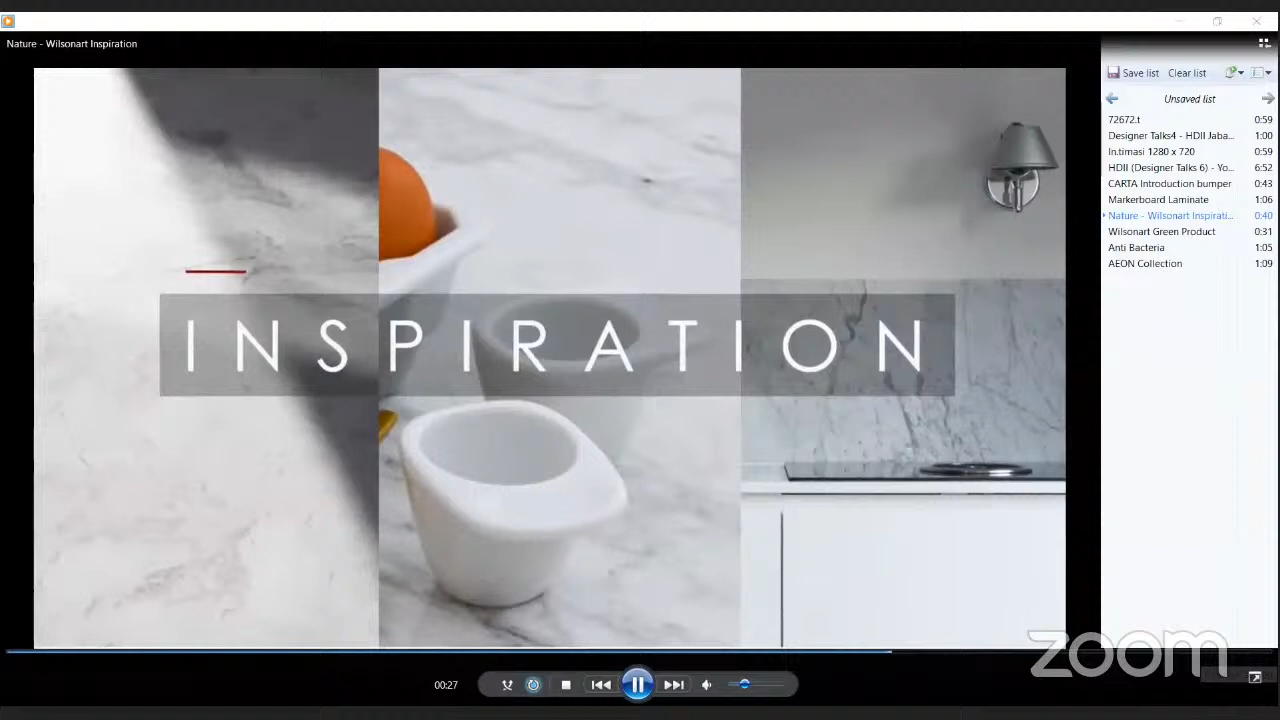 Nature - Wilsonart Inspiration
Save list Clear list
Unsaved list
72672.t 0:59
Designer Talks4 - HDII Jaba... 1:00
In.timasi 1280 x 720 0:59
HDII (Designer Talks 6) - Yo... 6:52
CARTA Introduction bumper 0:43
Markerboard Laminate 1:06
Nature - Wilsonart Inspirati... 0:40
Wilsonart Green Product 0:31
Anti Bacteria 1:05
AEON Collection 1:09
INSPIRATION
zoom
00:27